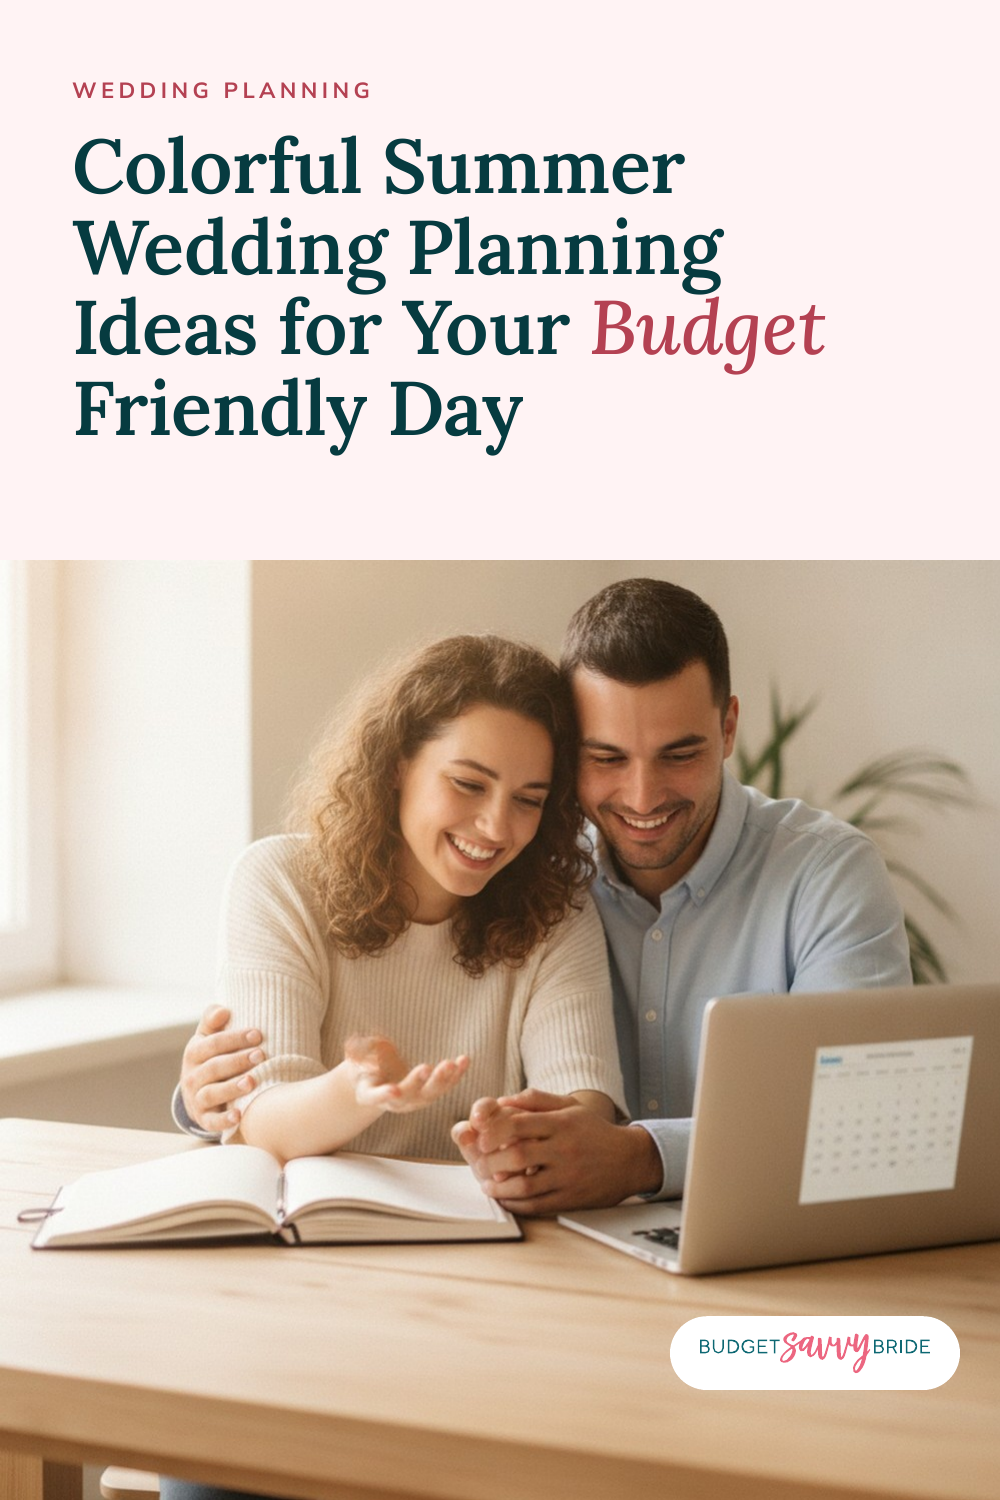 WEDDING PLANNING
Colorful Summer
Wedding Planning
Ideas for Your Budget
Friendly Day
BUDGET savvy BRIDE